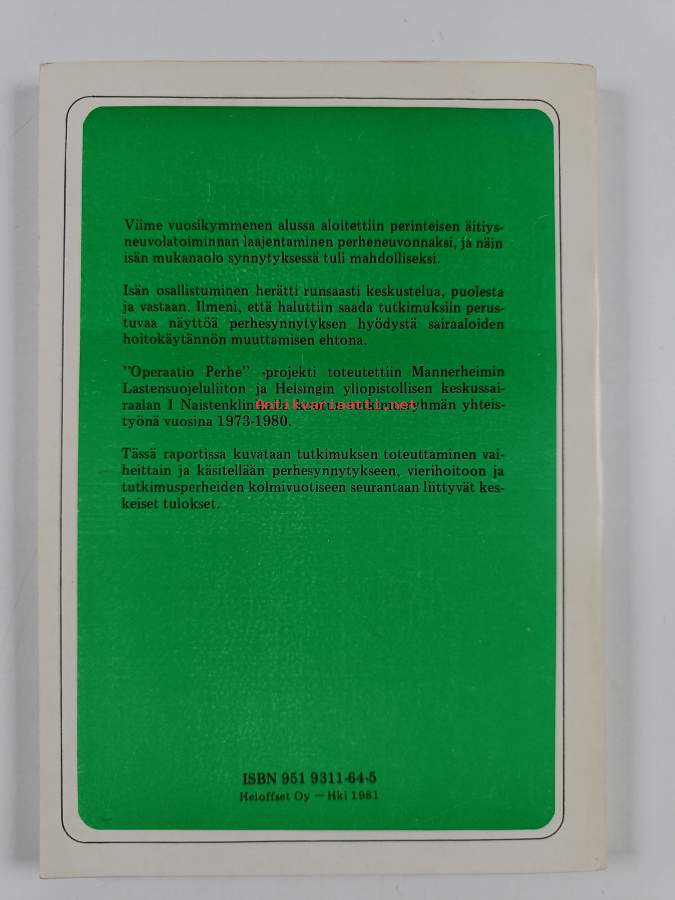 Viime vuosikymmenen alussa aloitettiin perinteisen äitiys-
neuvolatoiminnan laajentaminen perheneuvonnaksi, ja näin
isän mukanaolo synnytyksessä tuli mahdolliseksi.
Isän osallistuminen herätti runsaasti keskustelua, puolesta
ja vastaan. Ilmeni, että haluttiin saada tutkimuksiin perus-
tuvaa näyttöä perhesynnytyksen hyödystä sairaaloiden
hoitokäytännön muuttamisen ehtona.
"Operaatio Perhe" -projekti toteutettiin Mannerheimin
Lastensuojeluliiton ja Helsingin yliopistollisen keskussai-
raalan I Naistenklinikan
Antikvariaatti.net
työnä vuosina 1973-1980.
Tässä raportissa kuvataan tutkimuksen toteuttaminen vai-
heittain ja käsitellään perhesynnytykseen, vierihoitoon ja
tutkimusperheiden kolmivuotiseen seurantaan liittyvät kes-
keiset tulokset.
ISBN 951 9311-64-5
Heloffset Oy — Hki 1981